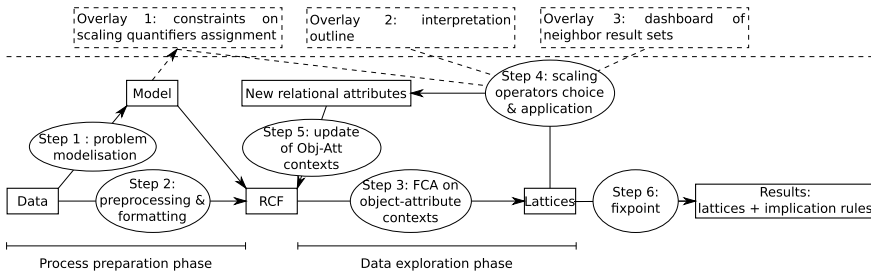 Overlay 1: constraints on
scaling quantifiers assignment
Overlay 2: interpretation
outline
Overlay 3: dashboard of
neighbor result sets
Step 4: scaling
operators choice
& application
Model
New relational attributes
Step 1 : problem
modelisation
Step 5: update
of Obj-Att
contexts
Step 2:
preprocessing &
formatting
Step 3: FCA on
object-attribute
contexts
Step 6:
fixpoint
Data
RCF
Lattices
Results:
lattices + implication rules
Process preparation phase
Data exploration phase